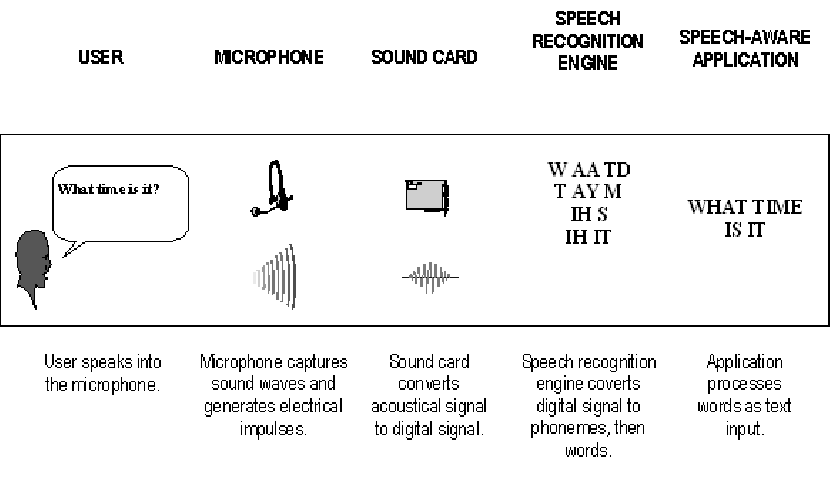 USER
MICROPHONE
SOUND CARD
SPEECH
RECOGNITION
ENGINE
SPEECH-AWARE
APPLICATION
What time is it?
W AA TD
T AY M
IH S
IH IT
WHAT TIME
IS IT
User speaks into
the microphone.
Microphone captures
sound waves and
generates electrical
impulses.
Sound card
converts
acoustical signal
to digital signal.
Speech recognition
engine coverts
digital signal to
phonemes, then
words.
Application
processes
words as text
input.